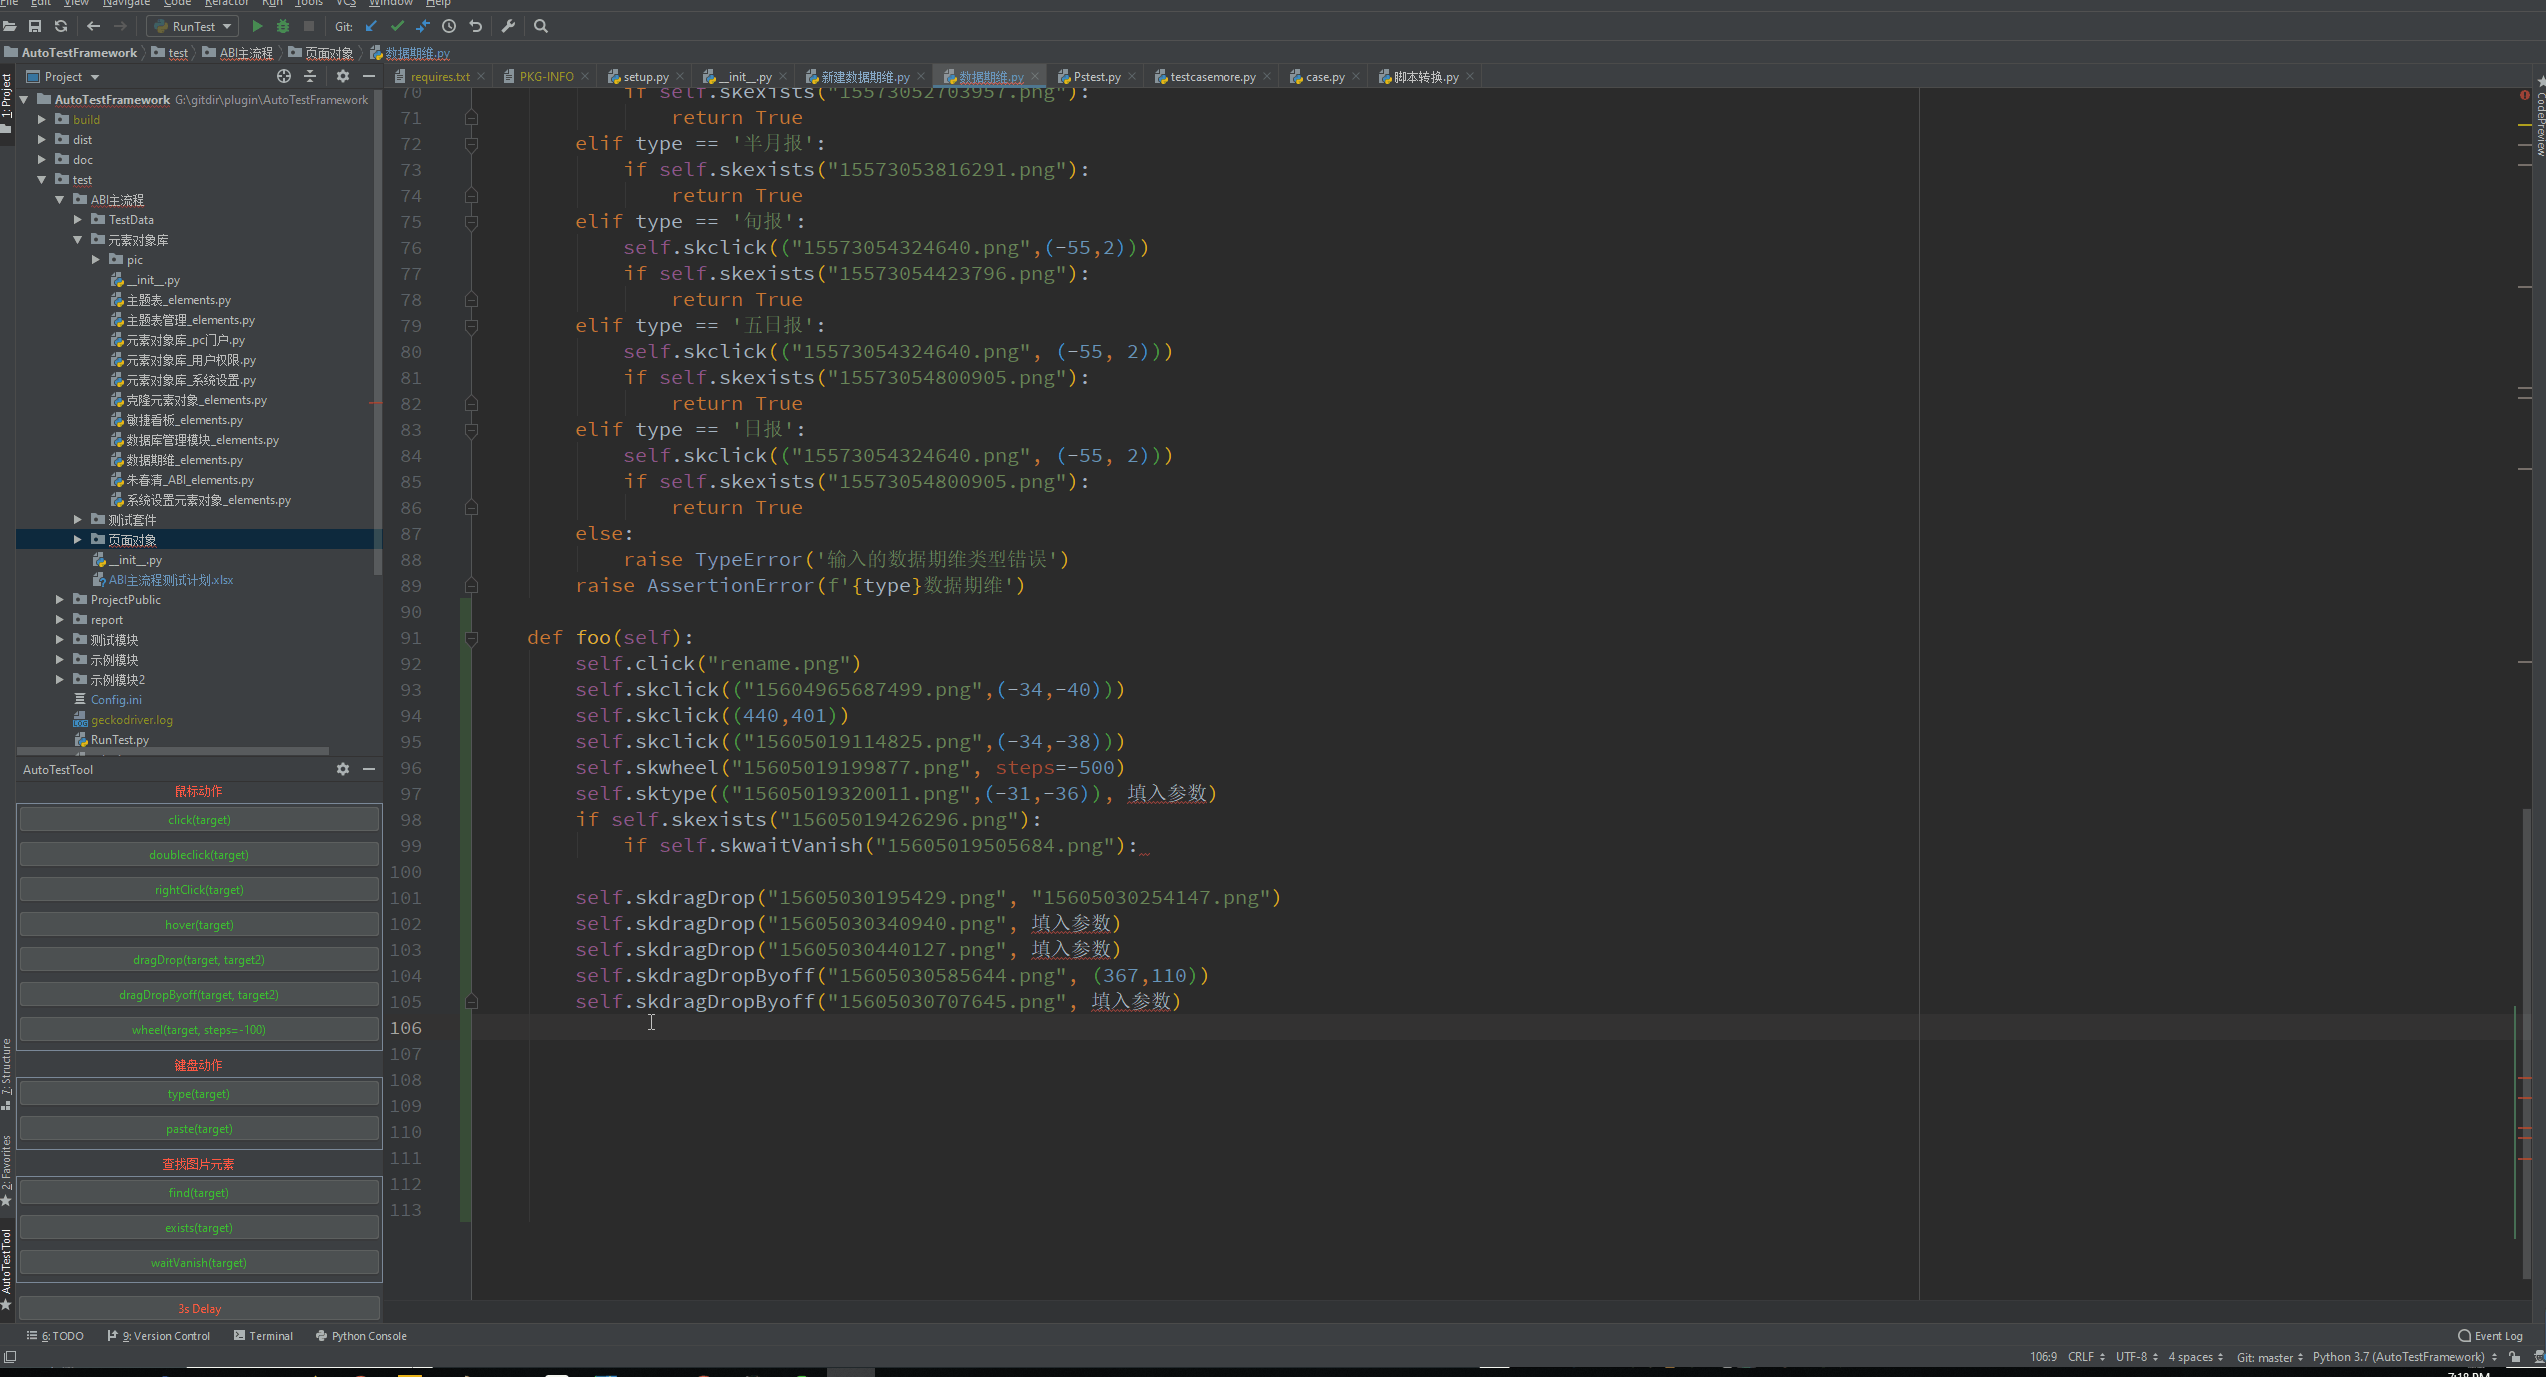 File Edit View Navigate Code Refactor Run Tools VCS Window Help
RunTest Git:
AutoTestFramework test ABI主流程 页面对象 数据期维.py
Project
requires.txt PKG-INFO setup.py __init__.py 新建数据期维.py 数据期维.py Pstest.py testcasemore.py case.py 脚本转换.py
1: Project
AutoTestFramework G:\gitdir\plugin\AutoTestFramework
build
dist
doc
test
ABI主流程
TestData
元素对象库
pic
__init__.py
主题表_elements.py
主题表管理_elements.py
元素对象库_pc门户.py
元素对象库_用户权限.py
元素对象库_系统设置.py
克隆元素对象_elements.py
敏捷看板_elements.py
数据库管理模块_elements.py
数据期维_elements.py
朱春清_ABI_elements.py
系统设置元素对象_elements.py
测试套件
页面对象
__init__.py
ABI主流程测试计划.xlsx
ProjectPublic
report
测试模块
示例模块
示例模块2
Config.ini
geckodriver.log
RunTest.py
AutoTestTool
鼠标动作
click(target)
doubleclick(target)
rightClick(target)
hover(target)
dragDrop(target, target2)
dragDropByoff(target, target2)
wheel(target, steps=-100)
键盘动作
type(target)
paste(target)
查找图片元素
find(target)
exists(target)
waitVanish(target)
3s Delay
7: Structure
2: Favorites
AutoTestTool
70 if self.skexists("15573052703957.png"):
71 return True
72 elif type == '半月报':
73 if self.skexists("15573053816291.png"):
74 return True
75 elif type == '旬报':
76 self.skclick(("15573054324640.png",(-55,2)))
77 if self.skexists("15573054423796.png"):
78 return True
79 elif type == '五日报':
80 self.skclick(("15573054324640.png", (-55, 2)))
81 if self.skexists("15573054800905.png"):
82 return True
83 elif type == '日报':
84 self.skclick(("15573054324640.png", (-55, 2)))
85 if self.skexists("15573054800905.png"):
86 return True
87 else:
88 raise TypeError('输入的数据期维类型错误')
89 raise AssertionError(f'{type}数据期维')
90
91 def foo(self):
92 self.click("rename.png")
93 self.skclick(("15604965687499.png",(-34,-40)))
94 self.skclick((440,401))
95 self.skclick(("15605019114825.png",(-34,-38)))
96 self.skwheel("15605019199877.png", steps=-500)
97 self.sktype(("15605019320011.png",(-31,-36)), 填入参数)
98 if self.skexists("15605019426296.png"):
99 if self.skwaitVanish("15605019505684.png"):
100
101 self.skdragDrop("15605030195429.png", "15605030254147.png")
102 self.skdragDrop("15605030340940.png", 填入参数)
103 self.skdragDrop("15605030440127.png", 填入参数)
104 self.skdragDropByoff("15605030585644.png", (367,110))
105 self.skdragDropByoff("15605030707645.png", 填入参数)
106
107
108
109
110
111
112
113
CodePreview
6: TODO 9: Version Control Terminal Python Console Event Log
106:9 CRLF UTF-8 4 spaces Git: master Python 3.7 (AutoTestFramework)
7:18 PM